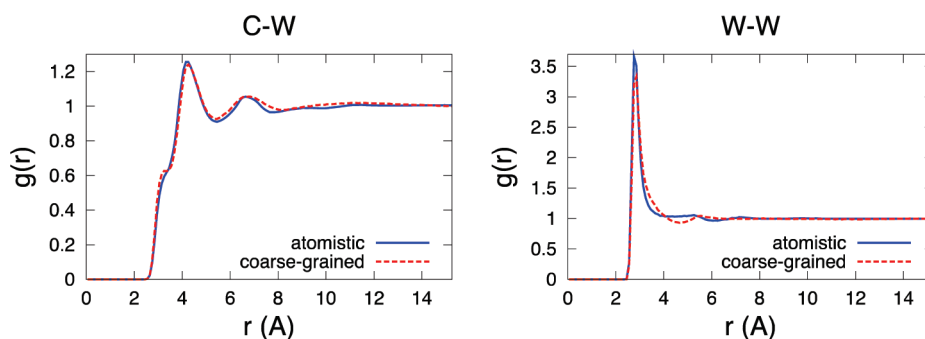 C-W
g(r)
1.2
1
0.8
0.6
0.4
0.2
0
atomistic
coarse-grained
0 2 4 6 8 10 12 14
r (A)
W-W
g(r)
3.5
3
2.5
2
1.5
1
0.5
0
atomistic
coarse-grained
0 2 4 6 8 10 12 14
r (A)